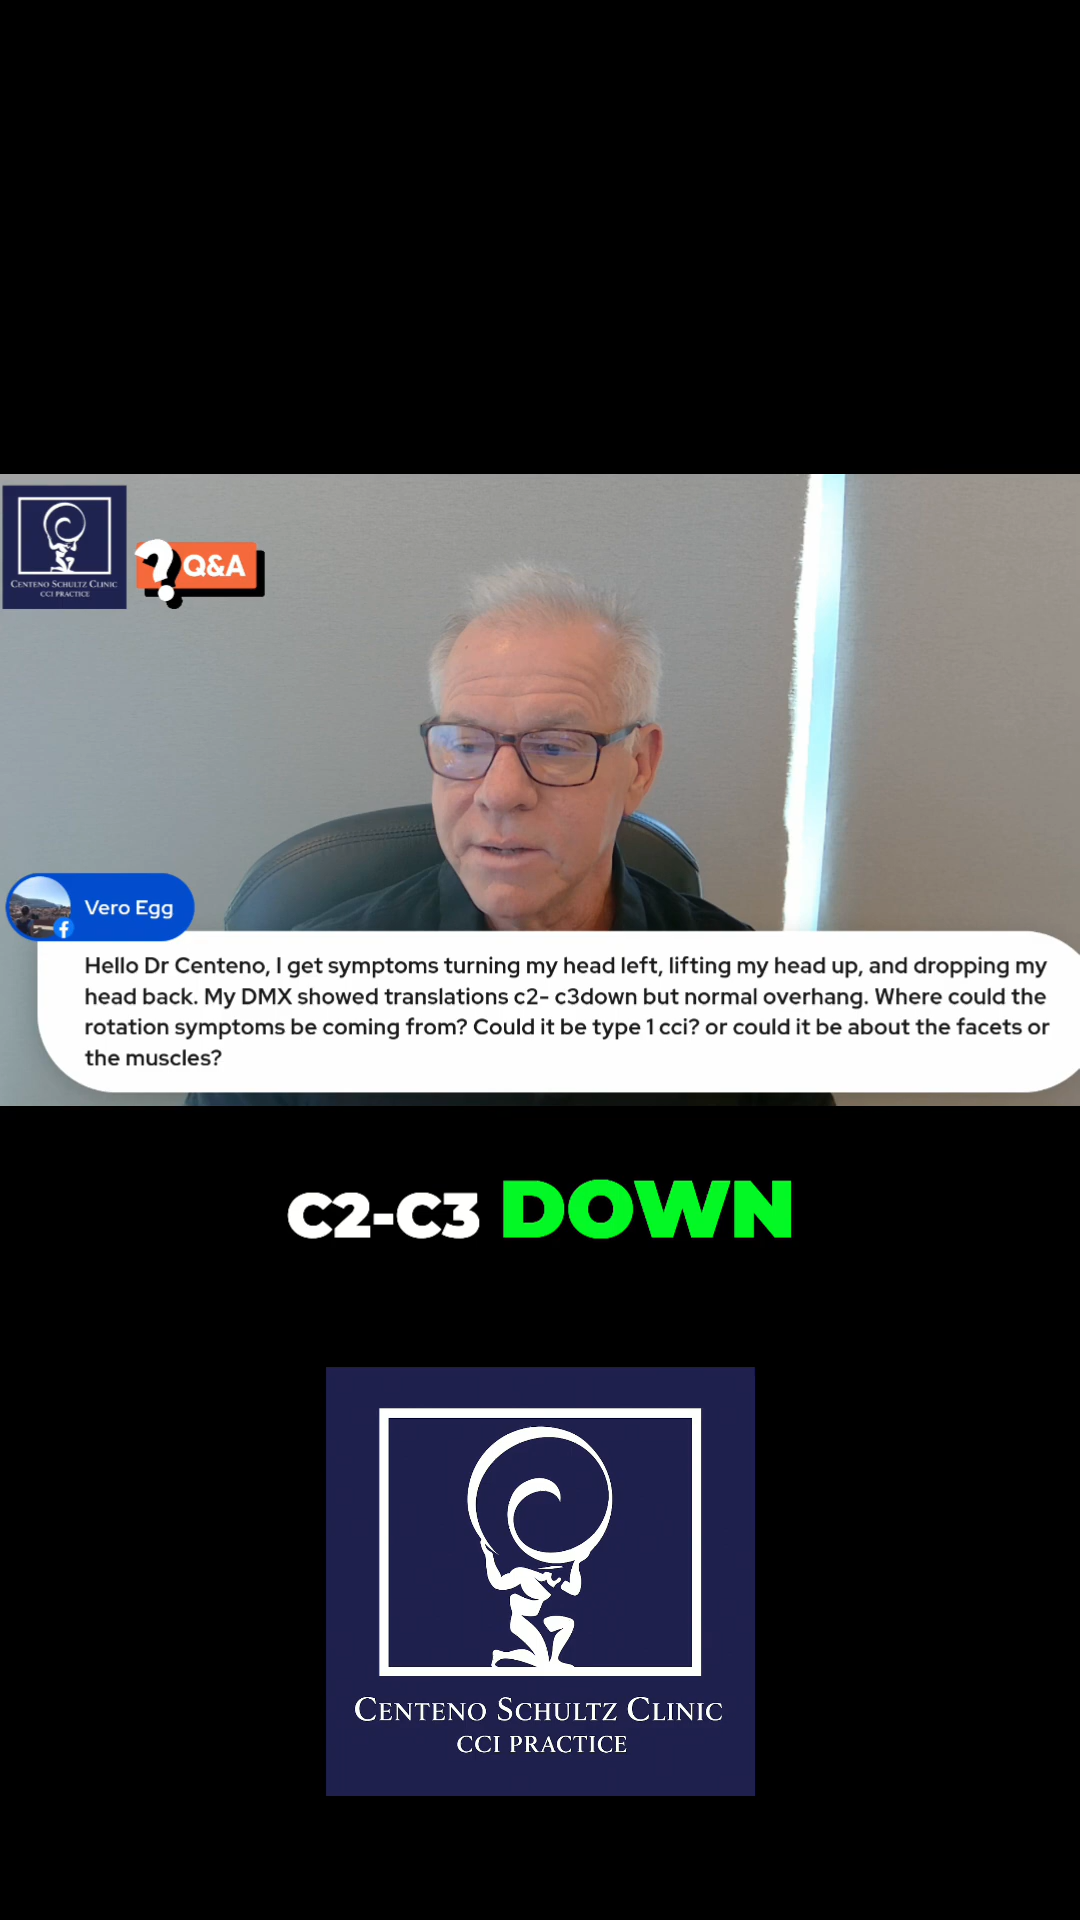 CENTENO SCHULTZ CLINIC
CCI PRACTICE
Q&A
Vero Egg
Hello Dr Centeno, I get symptoms turning my head left, lifting my head up, and dropping my
head back. My DMX showed translations c2- c3down but normal overhang. Where could the
rotation symptoms be coming from? Could it be type 1 cci? or could it be about the facets or
the muscles?
C2-C3 DOWN
CENTENO SCHULTZ CLINIC
CCI PRACTICE